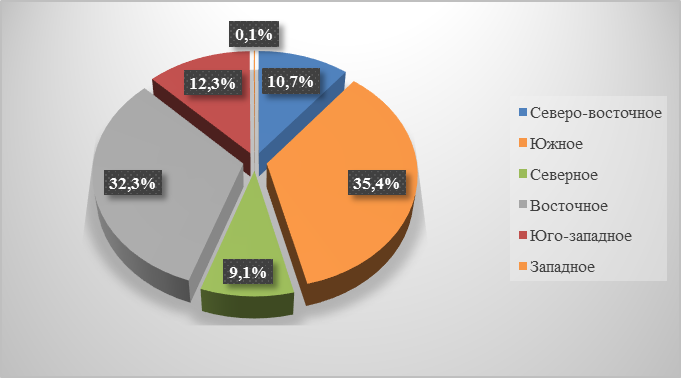 0,1%
10,7%
12,3%
32,3%
35,4%
9,1%
Северо-восточное
Южное
Северное
Восточное
Юго-западное
Западное